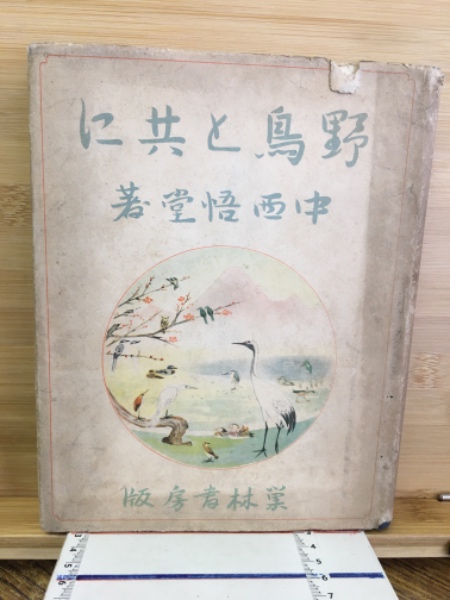 野鳥と共に
中西悟堂著
巣林書房版